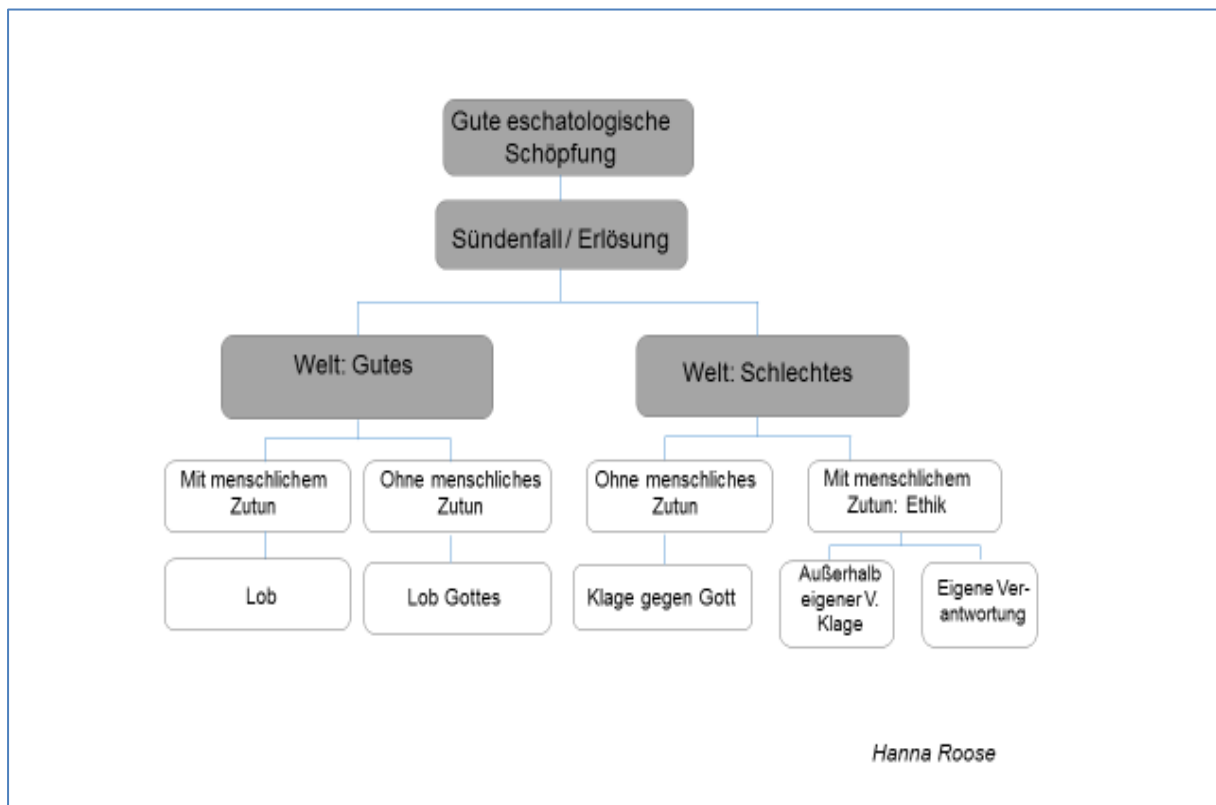 Gute eschatologische
Schöpfung
Sündenfall / Erlösung
Welt: Gutes
Welt: Schlechtes
Mit menschlichem
Zutun
Ohne menschliches
Zutun
Ohne menschliches
Zutun
Mit menschlichem
Zutun: Ethik
Lob
Lob Gottes
Klage gegen Gott
Außerhalb
eigener V.
Klage
Eigene Ver-
antwortung
Hanna Roose